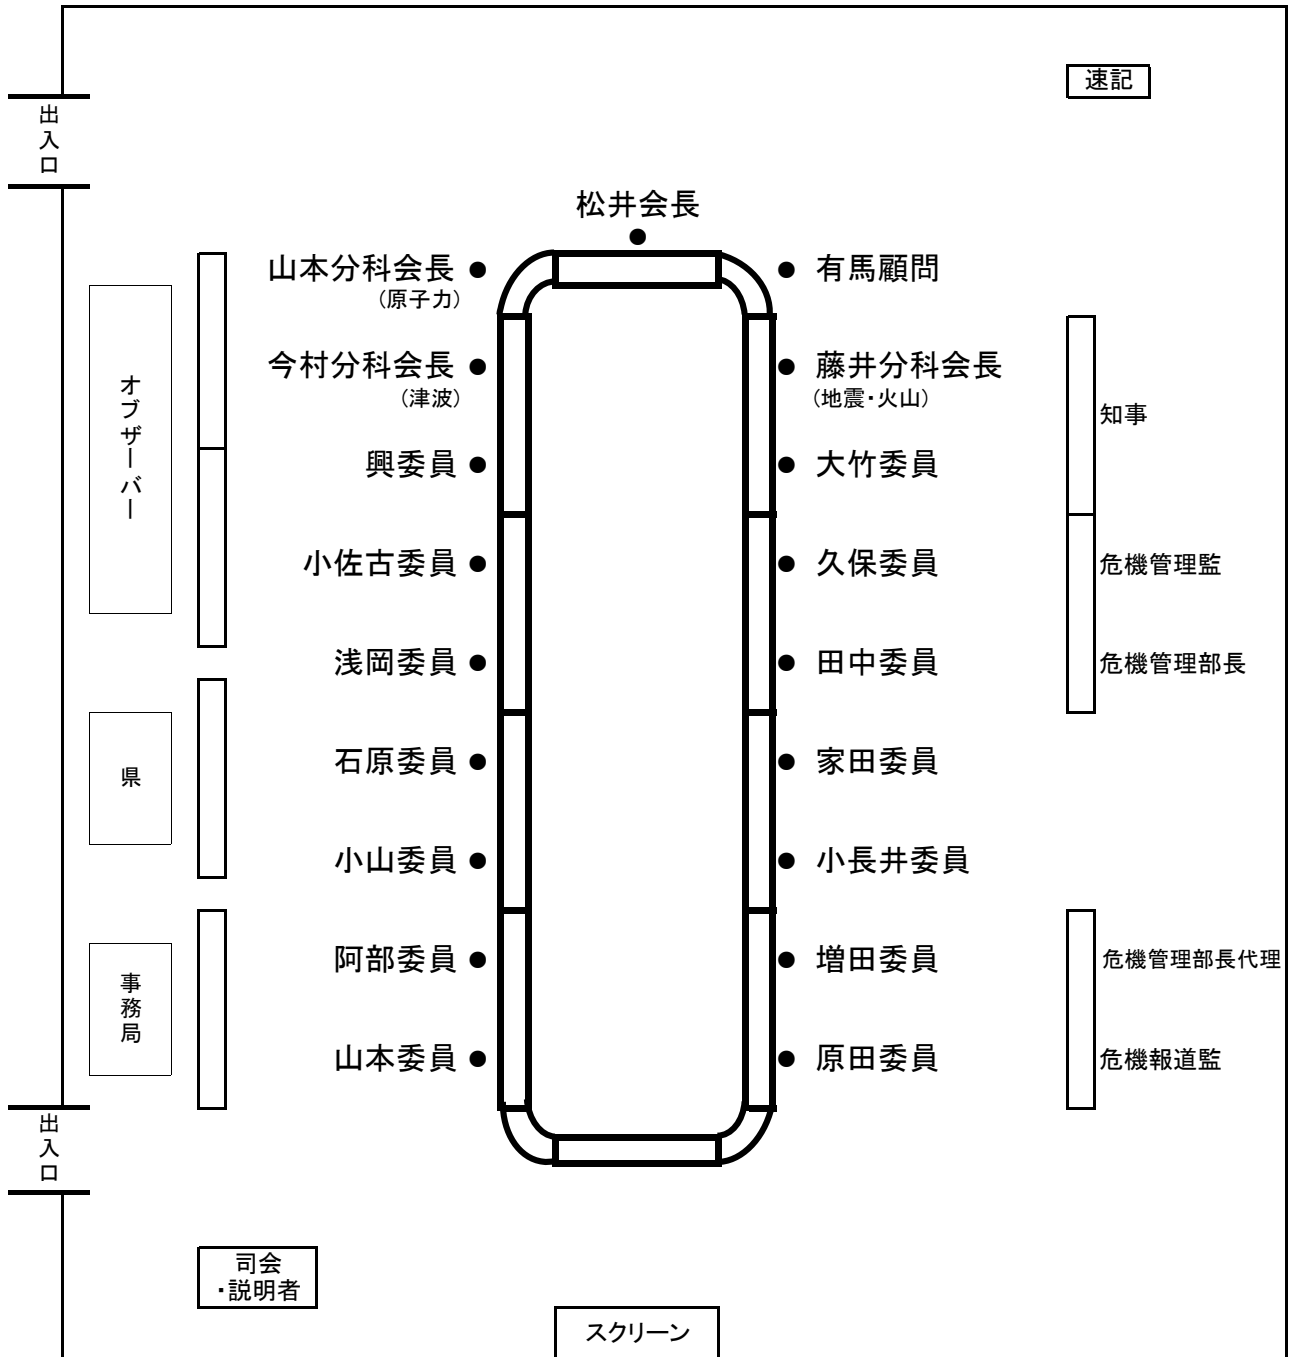 速記
出入口
松井会長
山本分科会長
(原子力)
有馬顧問
今村分科会長
(津波)
藤井分科会長
(地震・火山)
オブザーバー
知事
興委員
大竹委員
小佐古委員
久保委員
危機管理監
浅岡委員
田中委員
危機管理部長
県
石原委員
家田委員
小山委員
小長井委員
事務局
阿部委員
増田委員
危機管理部長代理
山本委員
原田委員
危機報道監
出入口
司会
・説明者
スクリーン